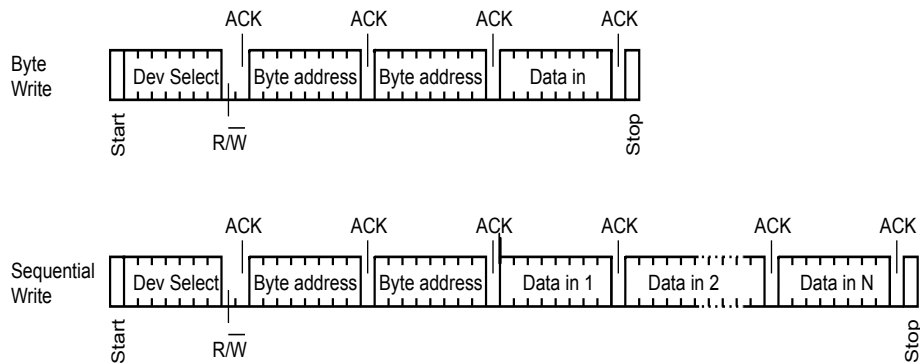 ACK ACK ACK ACK
Byte
Write
Dev Select Byte address Byte address Data in
Start
R/W̅
Stop
ACK ACK ACK ACK ACK ACK
Sequential
Write
Dev Select Byte address Byte address Data in 1 Data in 2 Data in N
Start
R/W̅
Stop